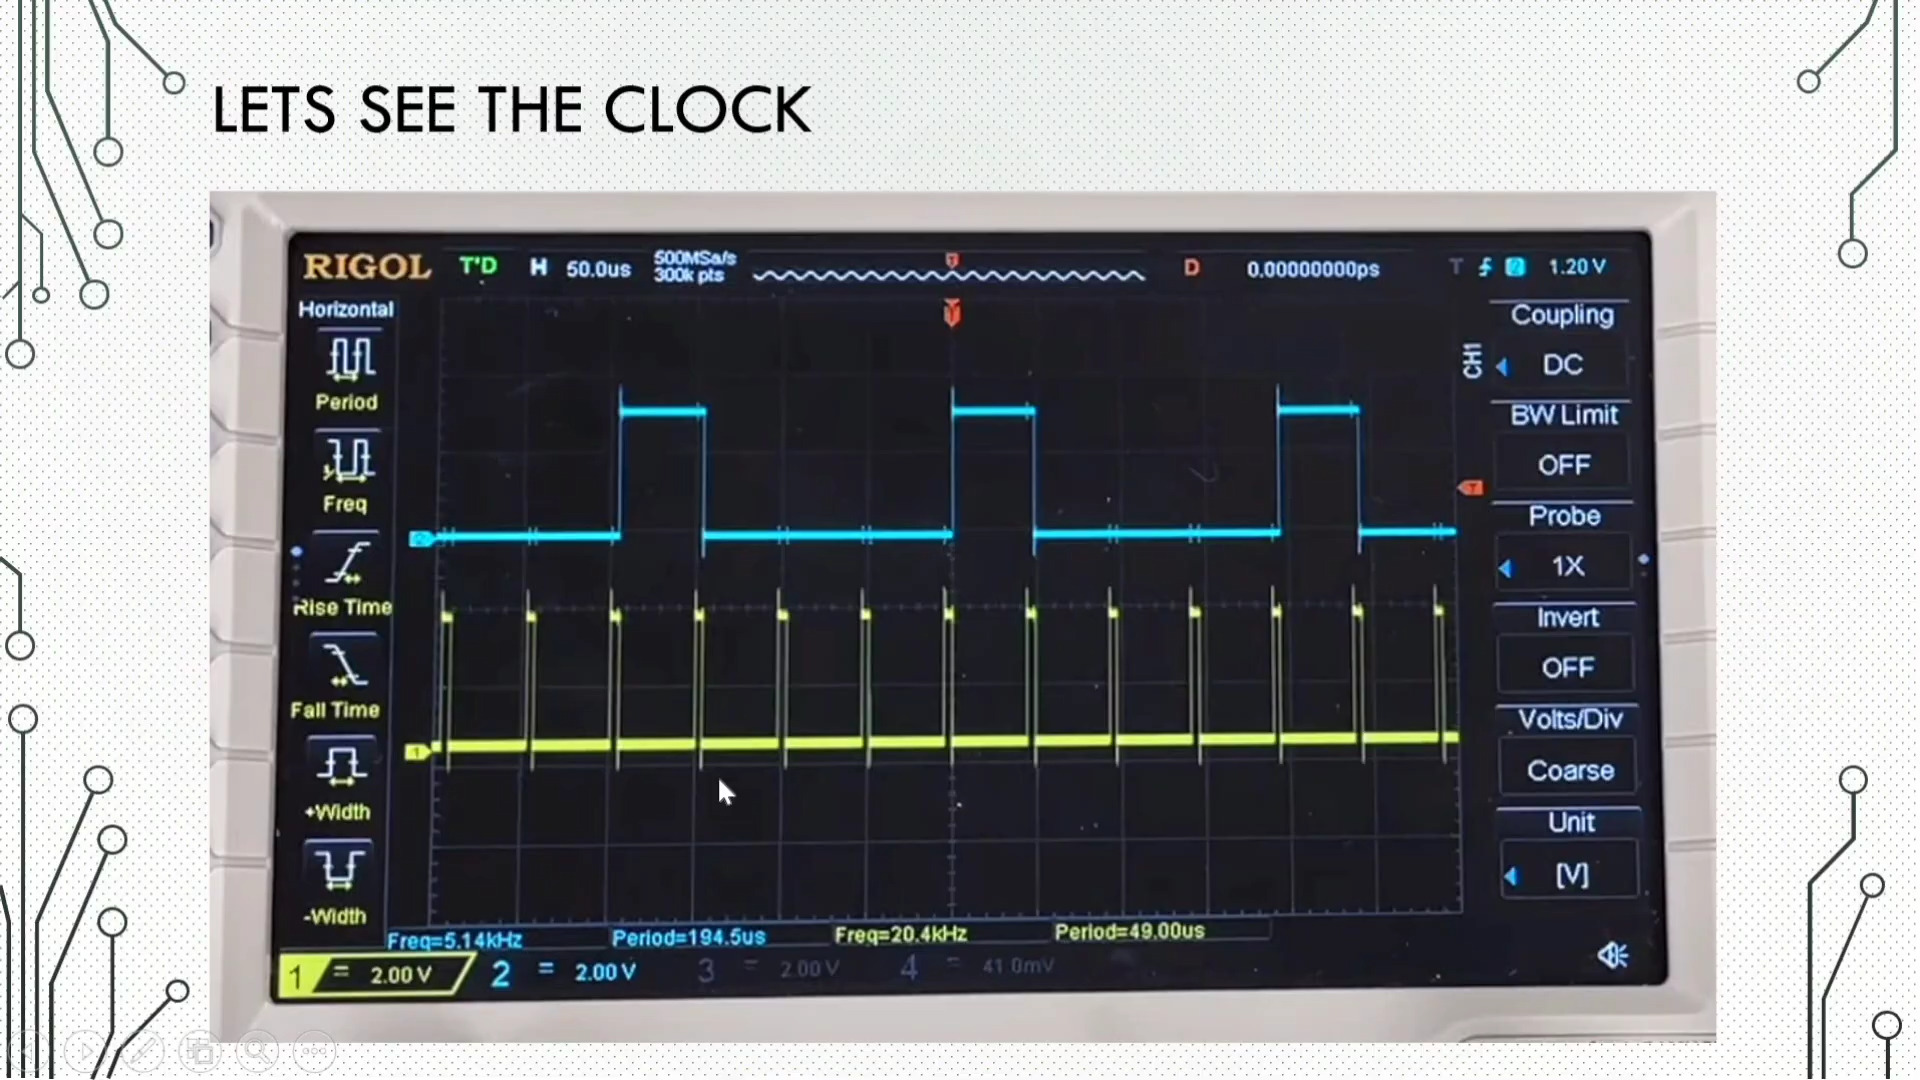 LETS SEE THE CLOCK
RIGOL T'D H 50.0us 500MSa/s 300k pts T D 0.00000000ps T 2 1.20 V
Horizontal
T
Period
Freq
Rise Time
Fall Time
+Width
-Width
CH1
Coupling
DC
BW Limit
OFF
Probe
1X
Invert
OFF
Volts/Div
Coarse
Unit
[V]
2
T
1
Freq=5.14kHz Period=194.5us Freq=20.4kHz Period=49.00us
1 = 2.00 V 2 = 2.00 V 3 = 2.00 V 4 = 41.0mV